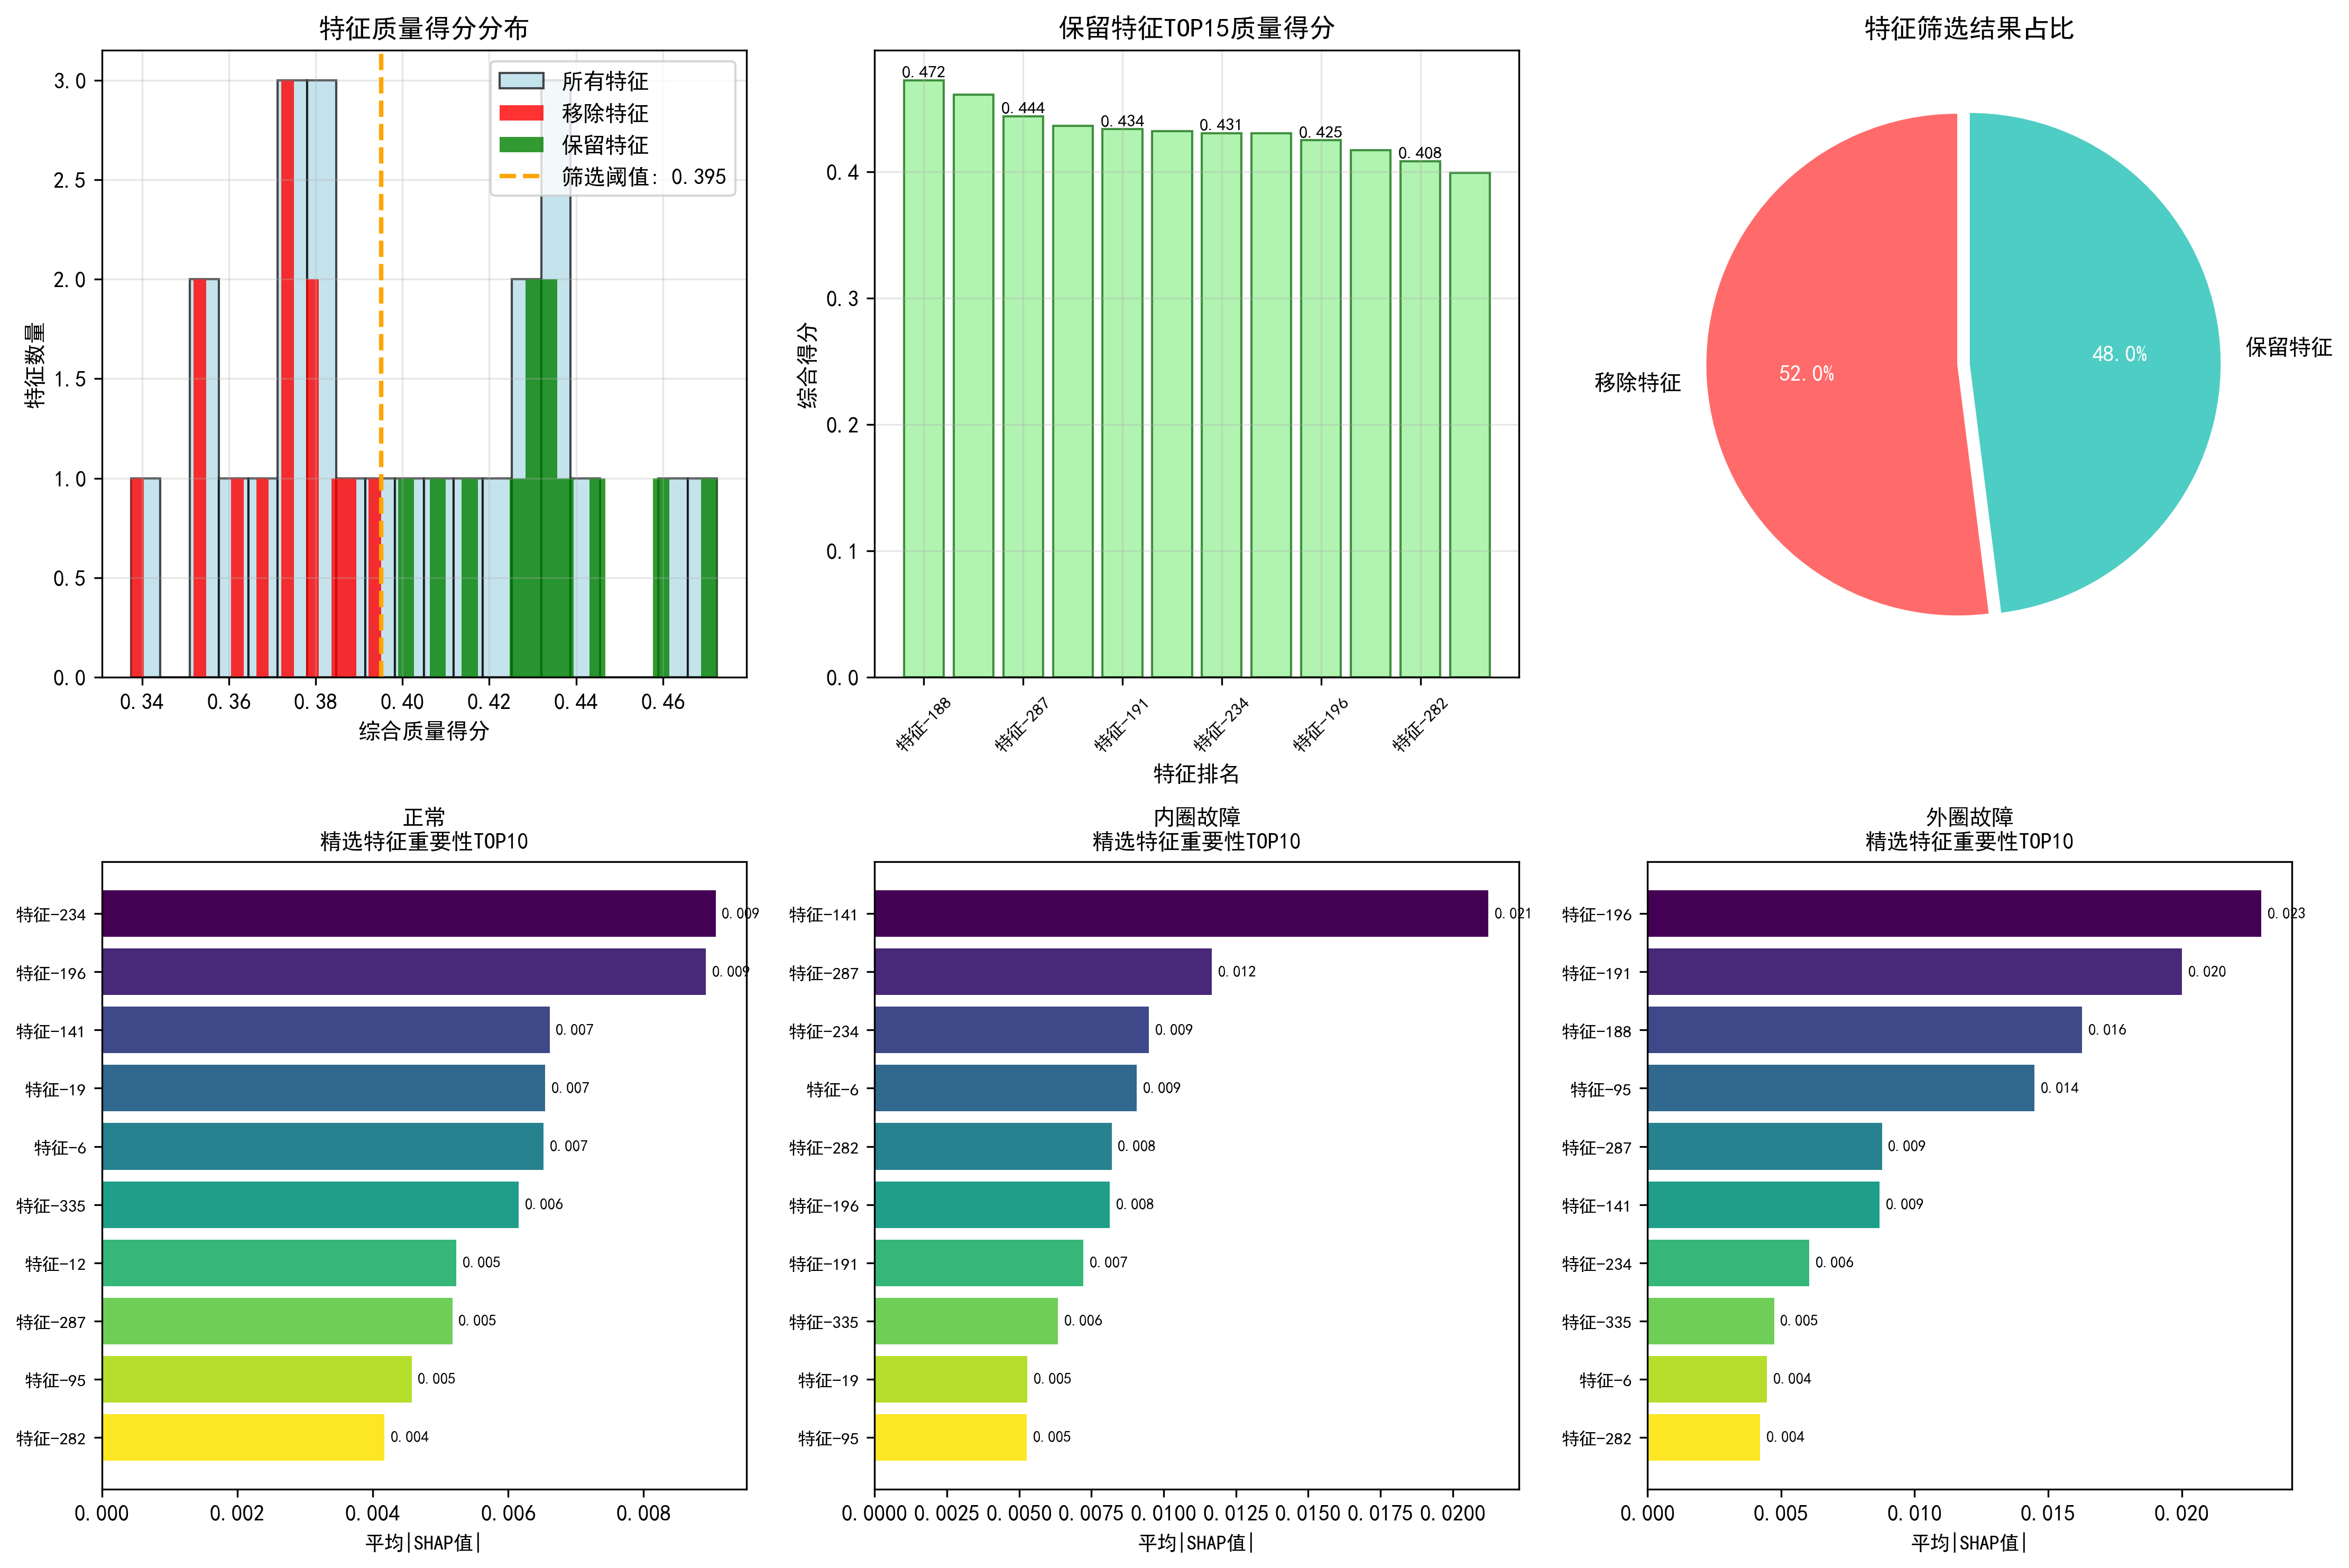 特征质量得分分布
3.0
2.5
2.0
1.5
1.0
0.5
0.0
特征数量
所有特征
移除特征
保留特征
筛选阈值: 0.395
0.34 0.36 0.38 0.40 0.42 0.44 0.46
综合质量得分
保留特征TOP15质量得分
0.4
0.3
0.2
0.1
0.0
综合得分
0.472
0.444
0.434
0.431
0.425
0.408
特征-188
特征-287
特征-191
特征-234
特征-196
特征-282
特征排名
特征筛选结果占比
移除特征
52.0%
48.0%
保留特征
正常
精选特征重要性TOP10
特征-234 0.009
特征-196 0.009
特征-141 0.007
特征-19 0.007
特征-6 0.007
特征-335 0.006
特征-12 0.005
特征-287 0.005
特征-95 0.005
特征-282 0.004
0.000 0.002 0.004 0.006 0.008
平均|SHAP值|
内圈故障
精选特征重要性TOP10
特征-141 0.021
特征-287 0.012
特征-234 0.009
特征-6 0.009
特征-282 0.008
特征-196 0.008
特征-191 0.007
特征-335 0.006
特征-19 0.005
特征-95 0.005
0.0000 0.0025 0.0050 0.0075 0.0100 0.0125 0.0150 0.0175 0.0200
平均|SHAP值|
外圈故障
精选特征重要性TOP10
特征-196 0.023
特征-191 0.020
特征-188 0.016
特征-95 0.014
特征-287 0.009
特征-141 0.009
特征-234 0.006
特征-335 0.005
特征-6 0.004
特征-282 0.004
0.000 0.005 0.010 0.015 0.020
平均|SHAP值|